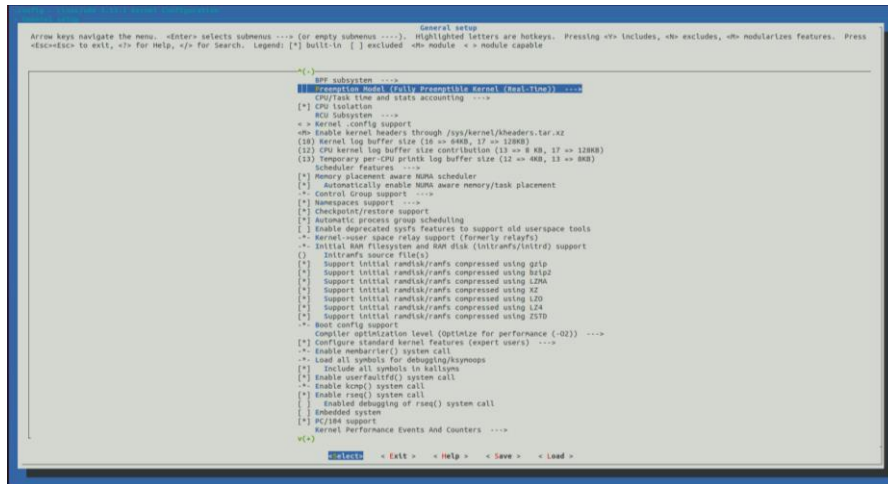 General setup
Arrow keys navigate the menu. <Enter> selects submenus ---> (or empty submenus ----). Highlighted letters are hotkeys. Pressing <Y> includes, <N> excludes, <M> modularizes features. Press
<Esc><Esc> to exit, <?> for Help, </> for Search. Legend: [*] built-in [ ] excluded <M> module < > module capable
^(-)
BPF subsystem --->
Preemption Model (Fully Preemptible Kernel (Real-Time)) --->
CPU/Task time and stats accounting --->
[*] CPU isolation
RCU Subsystem --->
< > Kernel .config support
<M> Enable kernel headers through /sys/kernel/kheaders.tar.xz
(18) Kernel log buffer size (16 => 64KB, 17 => 128KB)
(12) CPU kernel log buffer size contribution (13 => 8 KB, 17 => 128KB)
(13) Temporary per-CPU printk log buffer size (12 => 4KB, 13 => 8KB)
Scheduler features --->
[*] Memory placement aware NUMA scheduler
[*] Automatically enable NUMA aware memory/task placement
-*- Control Group support --->
[*] Namespaces support --->
[*] Checkpoint/restore support
[*] Automatic process group scheduling
[ ] Enable deprecated sysfs features to support old userspace tools
-*- Kernel->user space relay support (formerly relayfs)
-*- Initial RAM filesystem and RAM disk (initramfs/initrd) support
() Initramfs source file(s)
[*] Support initial ramdisk/ramfs compressed using gzip
[*] Support initial ramdisk/ramfs compressed using bzip2
[*] Support initial ramdisk/ramfs compressed using LZMA
[*] Support initial ramdisk/ramfs compressed using XZ
[*] Support initial ramdisk/ramfs compressed using LZO
[*] Support initial ramdisk/ramfs compressed using LZ4
[*] Support initial ramdisk/ramfs compressed using ZSTD
-*- Boot config support
Compiler optimization level (Optimize for performance (-O2)) --->
[*] Configure standard kernel features (expert users) --->
-*- Enable membarrier() system call
-*- Load all symbols for debugging/ksymoops
[*] Include all symbols in kallsyms
[*] Enable userfaultfd() system call
-*- Enable kcmp() system call
[*] Enable rseq() system call
[ ] Enabled debugging of rseq() system call
[ ] Embedded system
[*] PC/104 support
Kernel Performance Events And Counters --->
v(+)
<Select> < Exit > < Help > < Save > < Load >